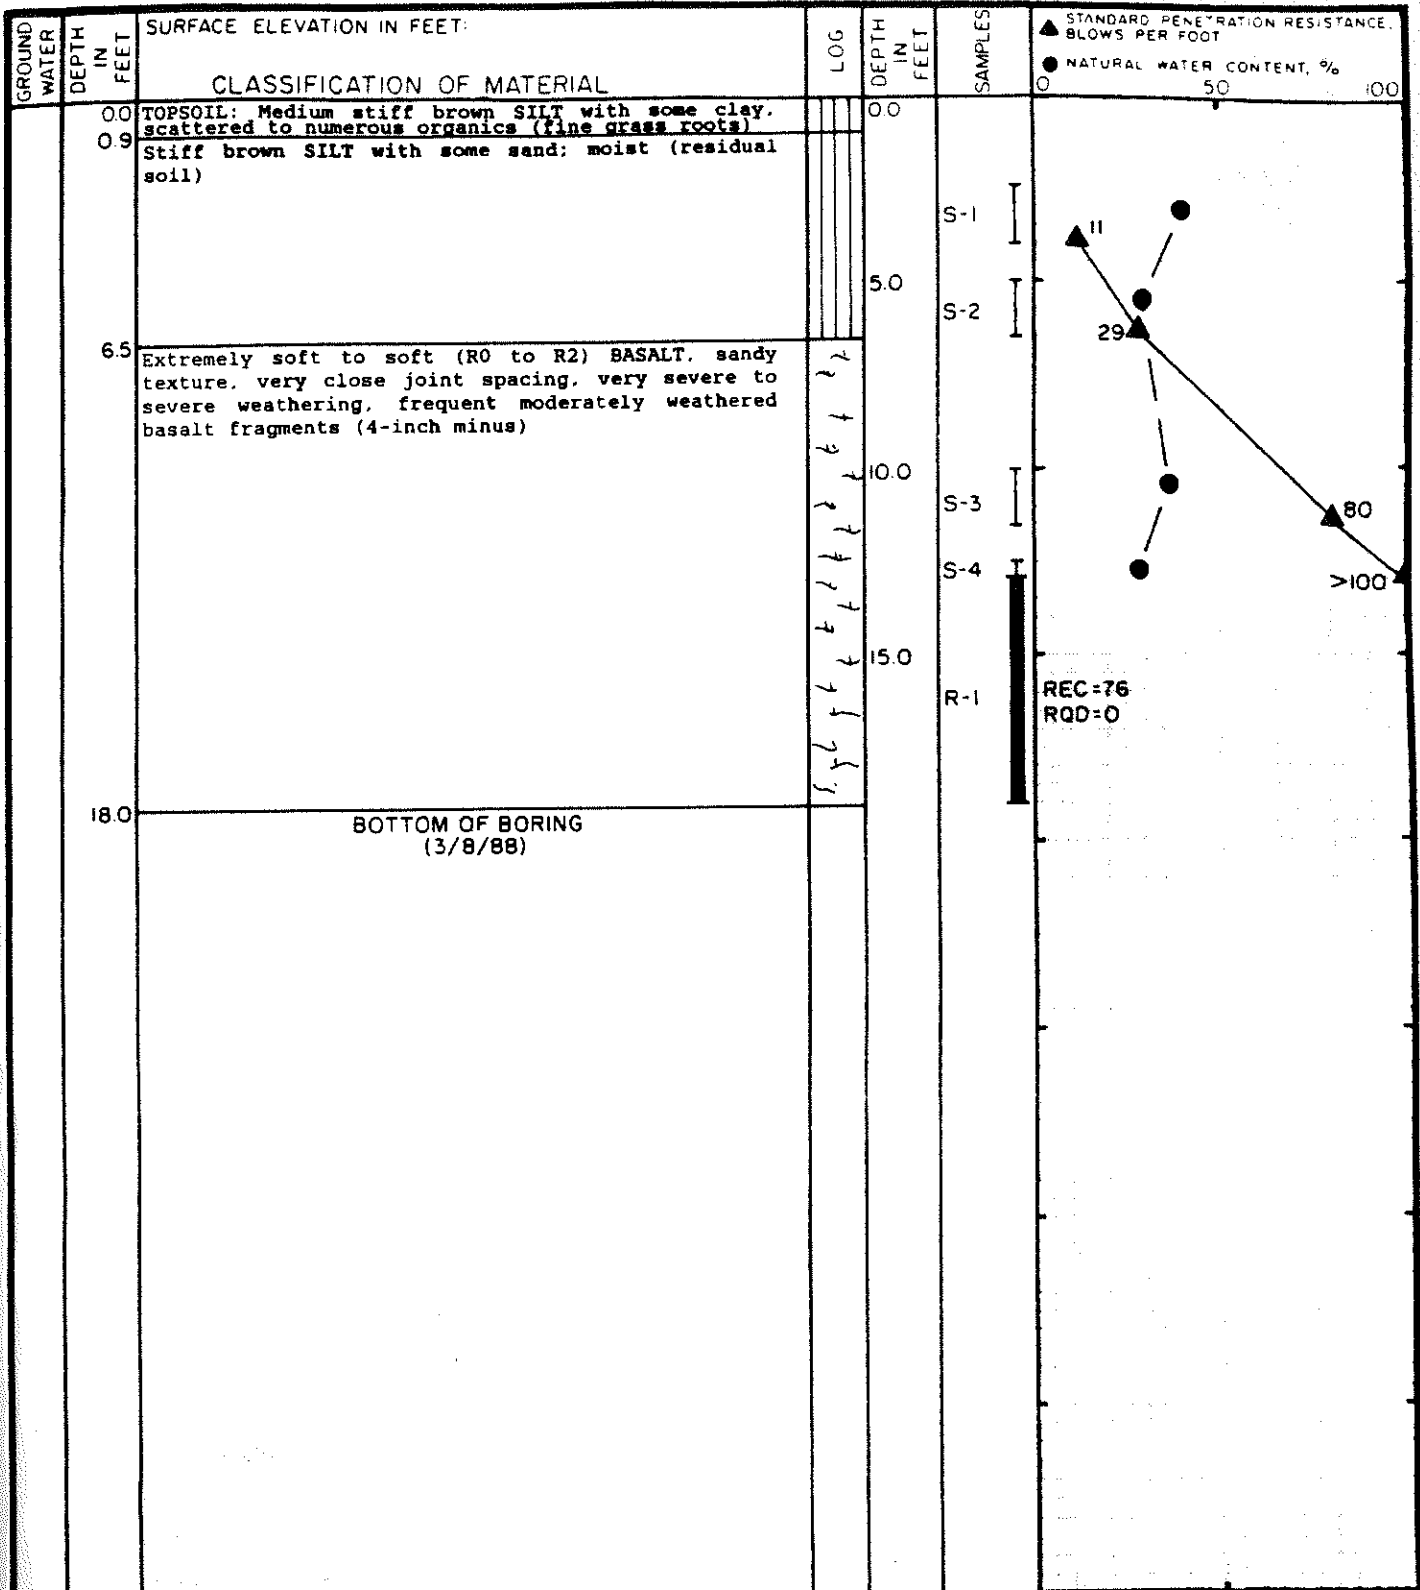 GROUND WATER
DEPTH IN FEET
SURFACE ELEVATION IN FEET:
CLASSIFICATION OF MATERIAL
LOG
DEPTH IN FEET
SAMPLES
▲ STANDARD PENETRATION RESISTANCE,
BLOWS PER FOOT
● NATURAL WATER CONTENT, %
0 50 100
0.0 TOPSOIL: Medium stiff brown SILT with some clay, 0.0
scattered to numerous organics (fine grass roots)
0.9 Stiff brown SILT with some sand; moist (residual
soil)
S-1
11
5.0
S-2
29
6.5 Extremely soft to soft (R0 to R2) BASALT, sandy
texture, very close joint spacing, very severe to
severe weathering, frequent moderately weathered
basalt fragments (4-inch minus)
10.0
S-3
80
S-4
>100
15.0
R-1
REC=76
RQD=0
18.0
BOTTOM OF BORING
(3/8/88)